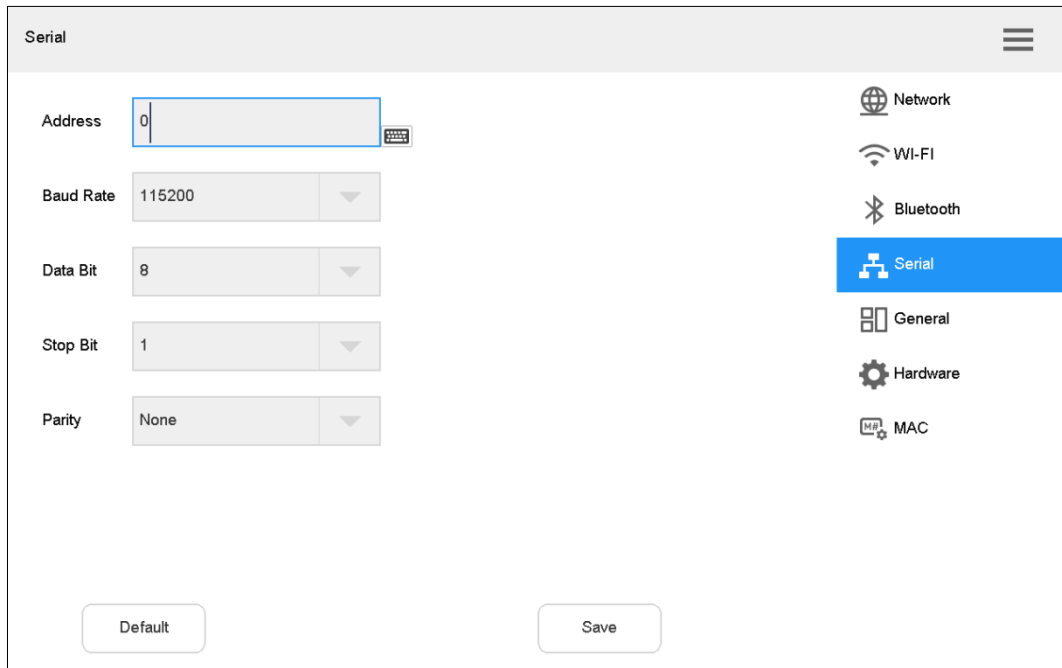 Serial
Address 0
Baud Rate 115200
Data Bit 8
Stop Bit 1
Parity None
Default
Save
Network
WI-FI
Bluetooth
Serial
General
Hardware
M# MAC